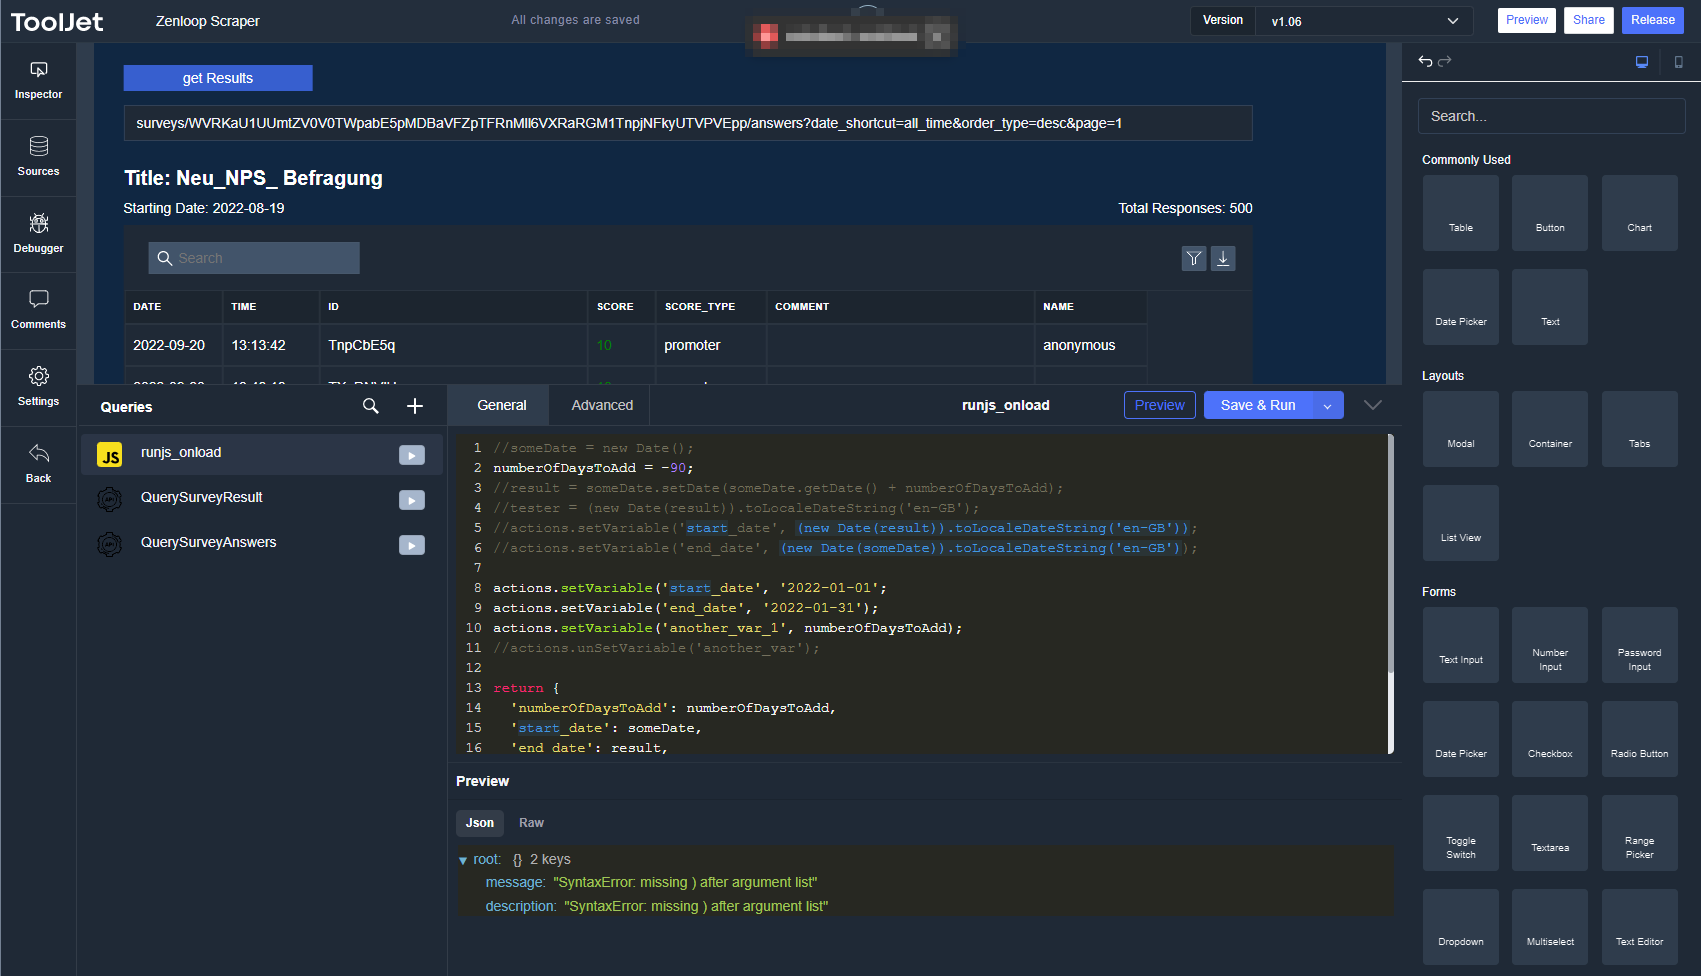 ToolJet
Zenloop Scraper
All changes are saved
Version
v1.06
Preview
Share
Release
Inspector
Sources
Debugger
Comments
Settings
Back
get Results
surveys/WVRKaU1UUmtZV0V0TWpabE5pMDBaVFZpTFRnMll6VXRaRGM1TnpjNFkyUTVPVEpp/answers?date_shortcut=all_time&order_type=desc&page=1
Title: Neu_NPS_ Befragung
Starting Date: 2022-08-19
Total Responses: 500
Search
DATE TIME ID SCORE SCORE_TYPE COMMENT NAME
2022-09-20 13:13:42 TnpCbE5q 10 promoter anonymous
Queries
runjs_onload
QuerySurveyResult
QuerySurveyAnswers
General
Advanced
runjs_onload
Preview
Save & Run
1 //someDate = new Date();
2 numberOfDaysToAdd = -90;
3 //result = someDate.setDate(someDate.getDate() + numberOfDaysToAdd);
4 //tester = (new Date(result)).toLocaleDateString('en-GB');
5 //actions.setVariable('start_date', (new Date(result)).toLocaleDateString('en-GB'));
6 //actions.setVariable('end_date', (new Date(someDate)).toLocaleDateString('en-GB'));
7
8 actions.setVariable('start_date', '2022-01-01';
9 actions.setVariable('end_date', '2022-01-31');
10 actions.setVariable('another_var_1', numberOfDaysToAdd);
11 //actions.unSetVariable('another_var');
12
13 return {
14 'numberOfDaysToAdd': numberOfDaysToAdd,
15 'start_date': someDate,
16 'end_date': result,
Preview
Json
Raw
root: {} 2 keys
message: "SyntaxError: missing ) after argument list"
description: "SyntaxError: missing ) after argument list"
Search...
Commonly Used
Table
Button
Chart
Date Picker
Text
Layouts
Modal
Container
Tabs
List View
Forms
Text Input
Number
Input
Password
Input
Date Picker
Checkbox
Radio Button
Toggle
Switch
Textarea
Range
Picker
Dropdown
Multiselect
Text Editor